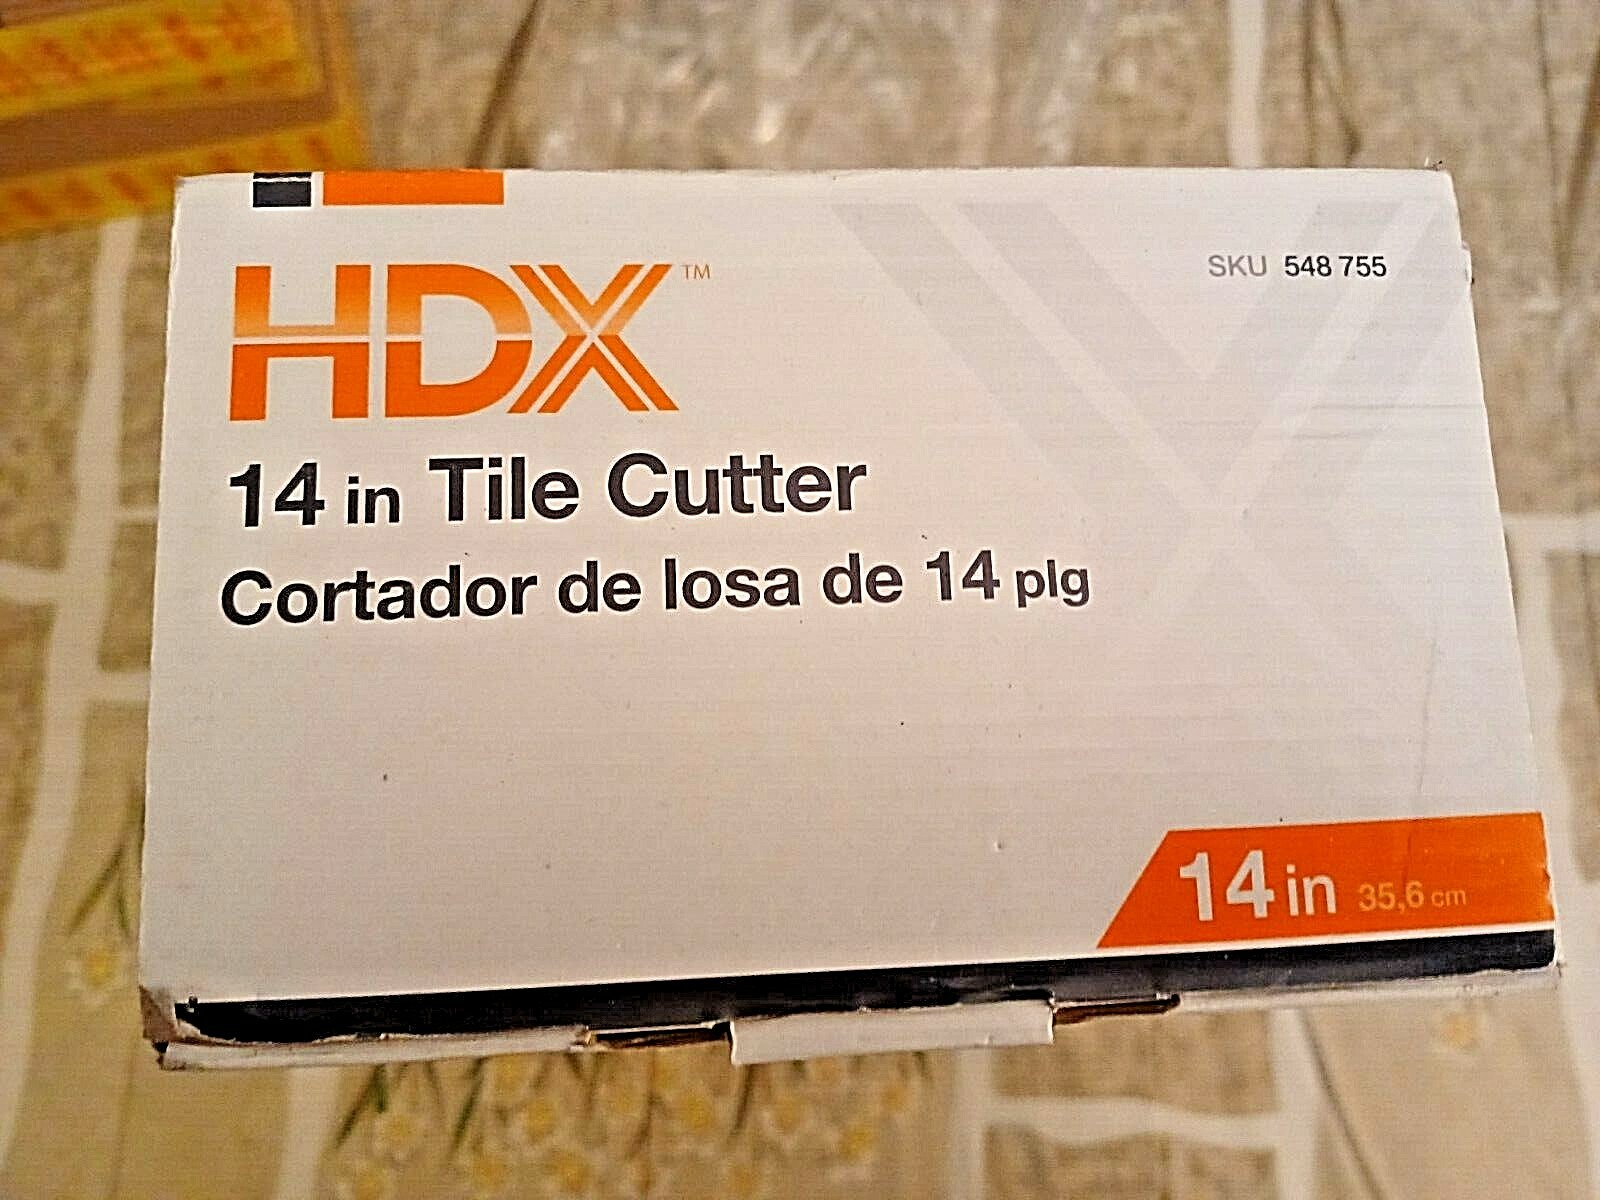 HDX™
SKU 548 755
14 in Tile Cutter
Cortador de losa de 14 plg
14 in 35,6 cm